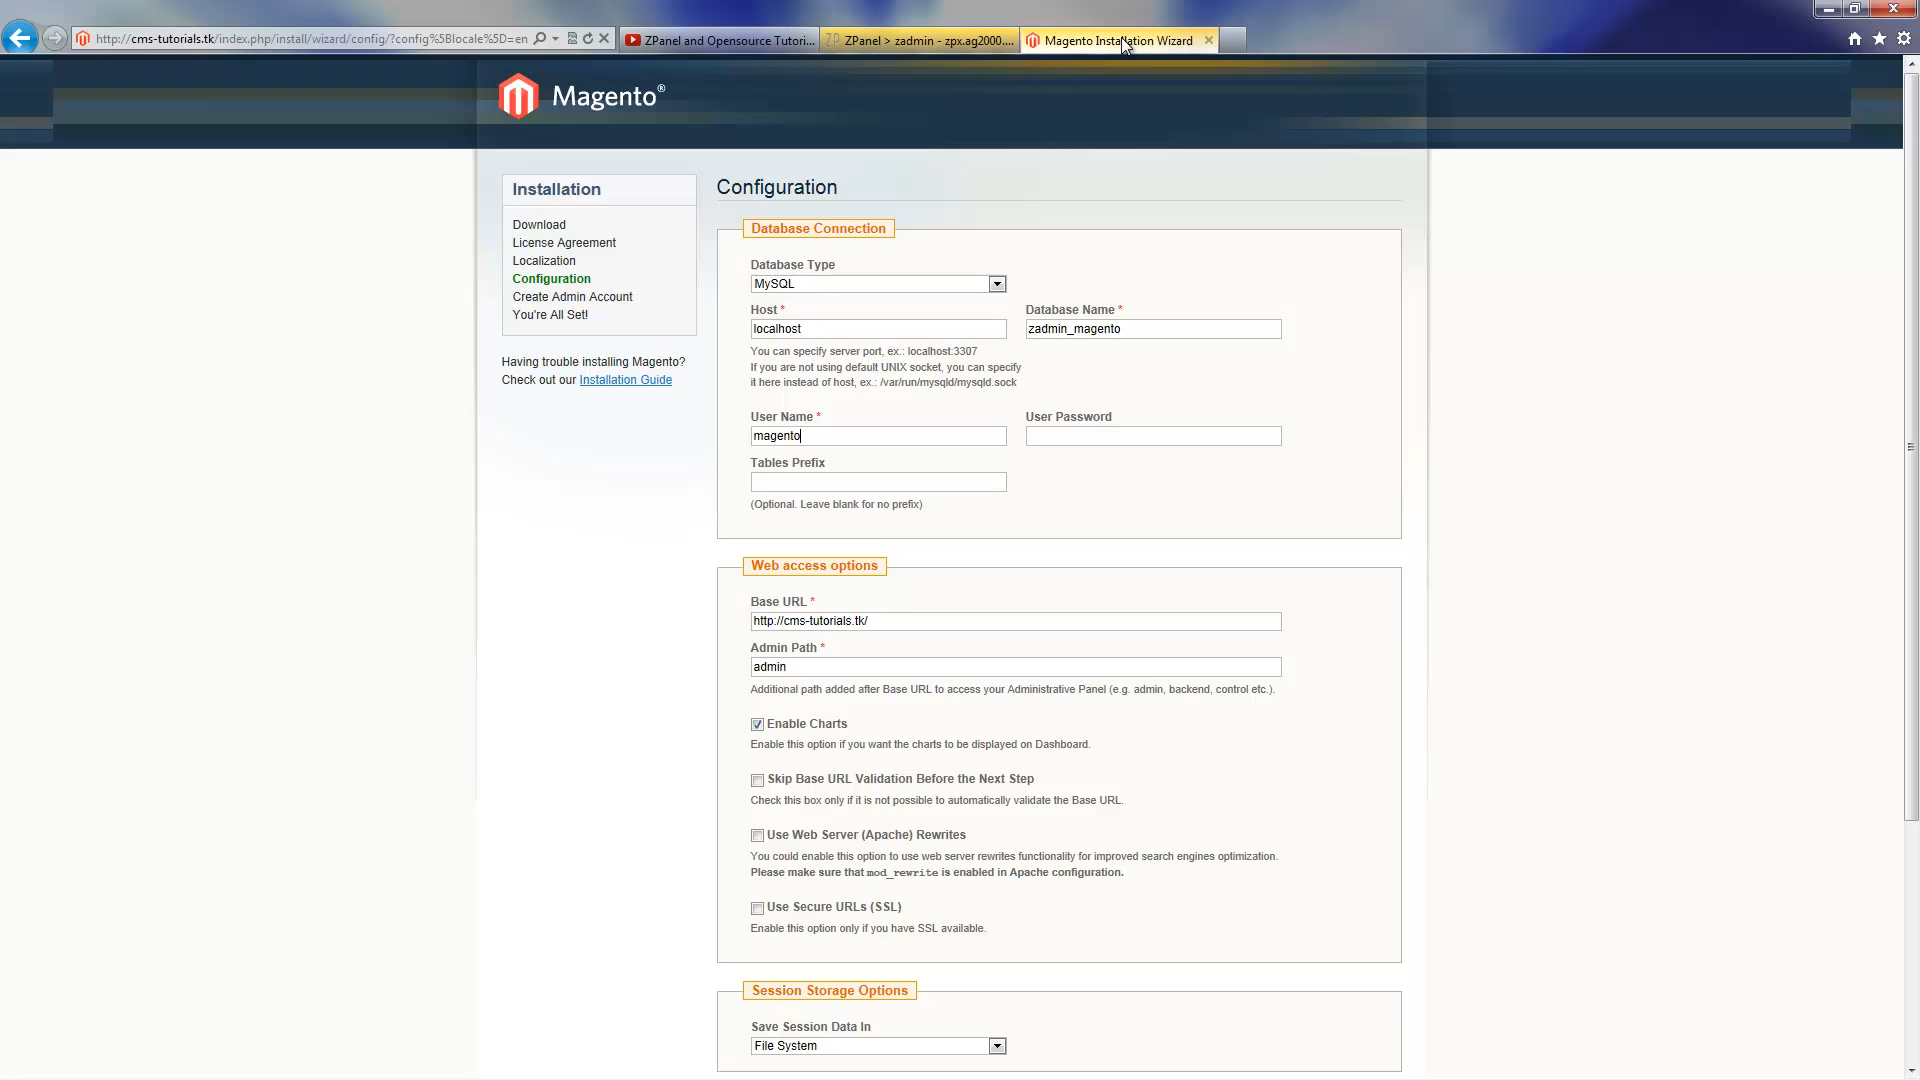 http://cms-tutorials.tk/index.php/install/wizard/config/?config%5Blocale%5D=en
ZPanel and Opensource Tutori...
ZPanel > zadmin - zpx.ag2000....
Magento Installation Wizard
Magento®
Installation
Download
License Agreement
Localization
Configuration
Create Admin Account
You're All Set!
Having trouble installing Magento?
Check out our Installation Guide
Configuration
Database Connection
Database Type
MySQL
Host *
Database Name *
localhost
zadmin_magento
You can specify server port, ex.: localhost:3307
If you are not using default UNIX socket, you can specify
it here instead of host, ex.: /var/run/mysqld/mysqld.sock
User Name *
User Password
magento
Tables Prefix
(Optional. Leave blank for no prefix)
Web access options
Base URL *
http://cms-tutorials.tk/
Admin Path *
admin
Additional path added after Base URL to access your Administrative Panel (e.g. admin, backend, control etc.).
Enable Charts
Enable this option if you want the charts to be displayed on Dashboard.
Skip Base URL Validation Before the Next Step
Check this box only if it is not possible to automatically validate the Base URL.
Use Web Server (Apache) Rewrites
You could enable this option to use web server rewrites functionality for improved search engines optimization.
Please make sure that mod_rewrite is enabled in Apache configuration.
Use Secure URLs (SSL)
Enable this option only if you have SSL available.
Session Storage Options
Save Session Data In
File System